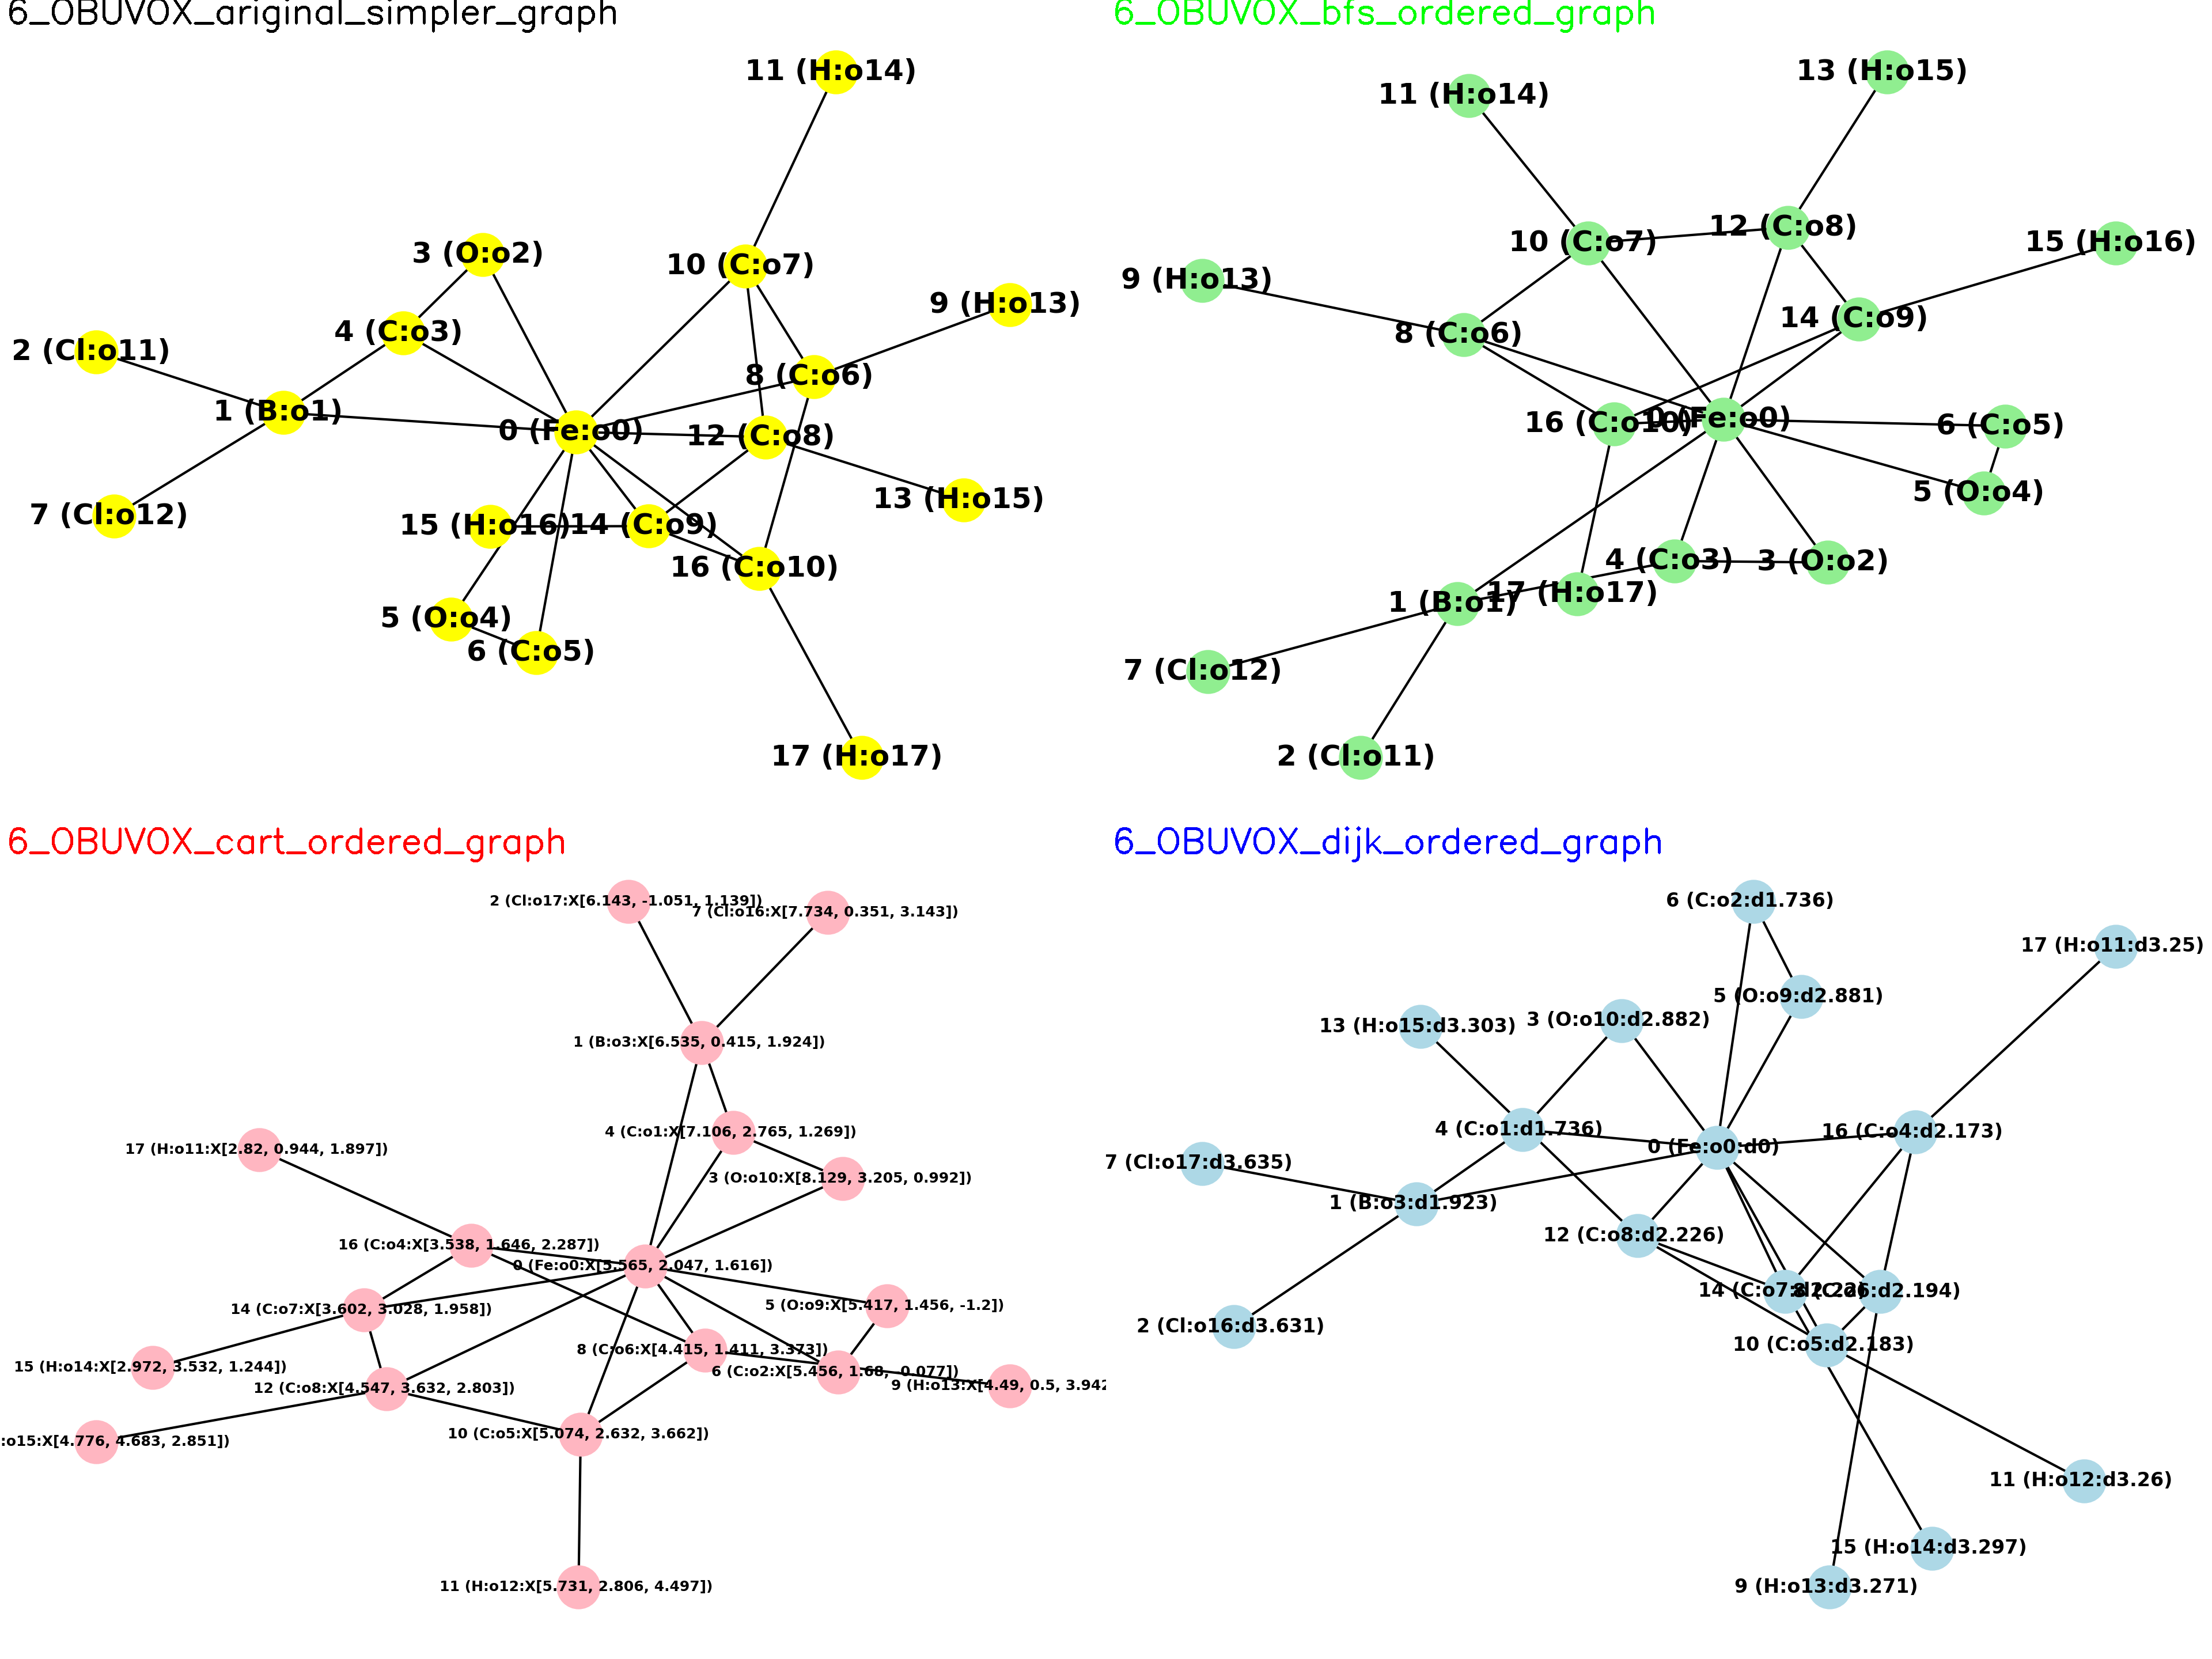 6_OBUVOX_ariginal_simpler_graph
11 (H:o14)
3 (O:o2)
10 (C:o7)
9 (H:o13)
4 (C:o3)
2 (Cl:o11)
8 (C:o6)
1 (B:o1)
0 (Fe:o0)
12 (C:o8)
7 (Cl:o12)
13 (H:o15)
15 (H:o16)
14 (C:o9)
16 (C:o10)
5 (O:o4)
6 (C:o5)
17 (H:o17)
6_OBUVOX_bfs_ordered_graph
13 (H:o15)
11 (H:o14)
12 (C:o8)
10 (C:o7)
15 (H:o16)
9 (H:o13)
14 (C:o9)
8 (C:o6)
16 (C:o10)
0 (Fe:o0)
6 (C:o5)
5 (O:o4)
4 (C:o3)
3 (O:o2)
1 (B:o1)
17 (H:o17)
7 (Cl:o12)
2 (Cl:o11)
6_OBUVOX_cart_ordered_graph
2 (Cl:o17:X[6.143, -1.051, 1.139])
7 (Cl:o16:X[7.734, 0.351, 3.143])
1 (B:o3:X[6.535, 0.415, 1.924])
4 (C:o1:X[7.106, 2.765, 1.269])
17 (H:o11:X[2.82, 0.944, 1.897])
3 (O:o10:X[8.129, 3.205, 0.992])
16 (C:o4:X[3.538, 1.646, 2.287])
0 (Fe:o0:X[5.565, 2.047, 1.616])
5 (O:o9:X[5.417, 1.456, -1.2])
14 (C:o7:X[3.602, 3.028, 1.958])
8 (C:o6:X[4.415, 1.411, 3.373])
15 (H:o14:X[2.972, 3.532, 1.244])
6 (C:o2:X[5.456, 1.68, -0.077])
9 (H:o13:X[4.49, 0.5, 3.942
12 (C:o8:X[4.547, 3.632, 2.803])
10 (C:o5:X[5.074, 2.632, 3.662])
:o15:X[4.776, 4.683, 2.851])
11 (H:o12:X[5.731, 2.806, 4.497])
6_OBUVOX_dijk_ordered_graph
6 (C:o2:d1.736)
17 (H:o11:d3.25)
5 (O:o9:d2.881)
3 (O:o10:d2.882)
13 (H:o15:d3.303)
4 (C:o1:d1.736)
16 (C:o4:d2.173)
0 (Fe:o0:d0)
7 (Cl:o17:d3.635)
1 (B:o3:d1.923)
12 (C:o8:d2.226)
14 (C:o7:d2.22)
8 (C:o6:d2.194)
2 (Cl:o16:d3.631)
10 (C:o5:d2.183)
11 (H:o12:d3.26)
15 (H:o14:d3.297)
9 (H:o13:d3.271)